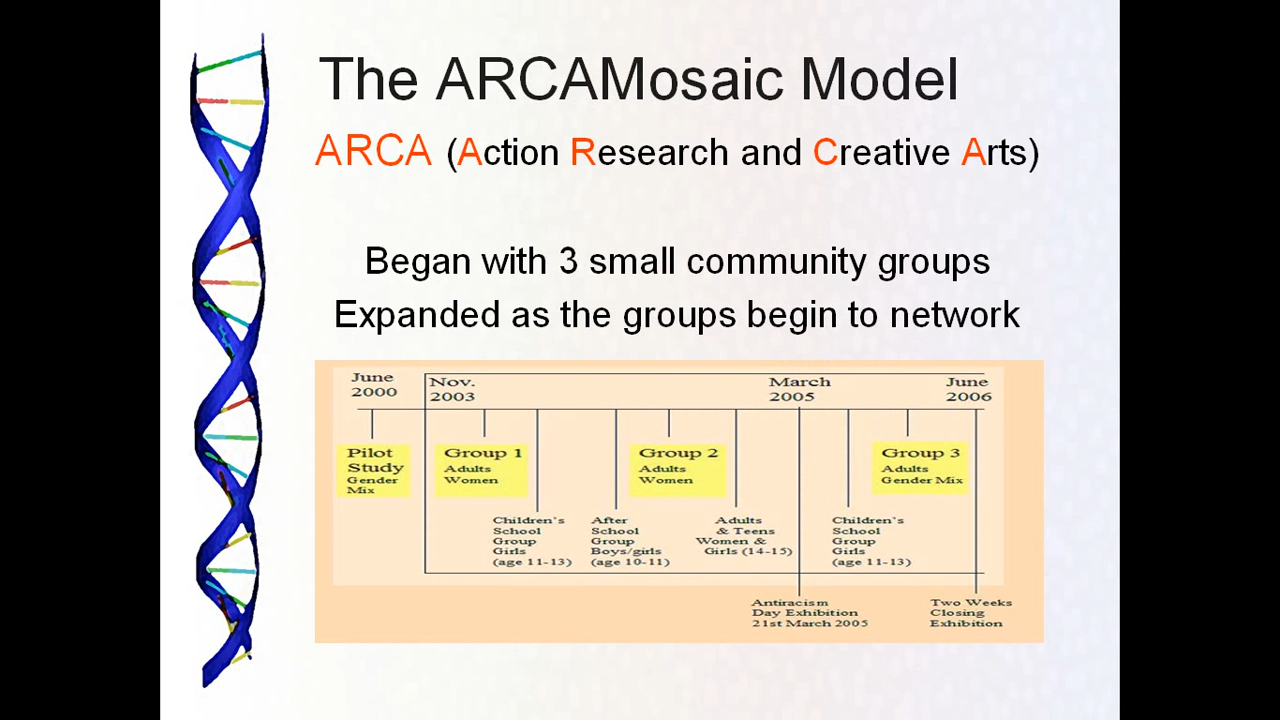 The ARCAMosaic Model
ARCA (Action Research and Creative Arts)
Began with 3 small community groups
Expanded as the groups begin to network
June
2000
Nov.
2003
March
2005
June
2006
Pilot
Study
Gender
Mix
Group 1
Adults
Women
Group 2
Adults
Women
Group 3
Adults
Gender Mix
Children's
School
Group
Girls
(age 11-13)
After
School
Group
Boys/girls
(age 10-11)
Adults
& Teens
Women &
Girls (14-15)
Children's
School
Group
Girls
(age 11-13)
Antiracism
Day Exhibition
21st March 2005
Two Weeks
Closing
Exhibition